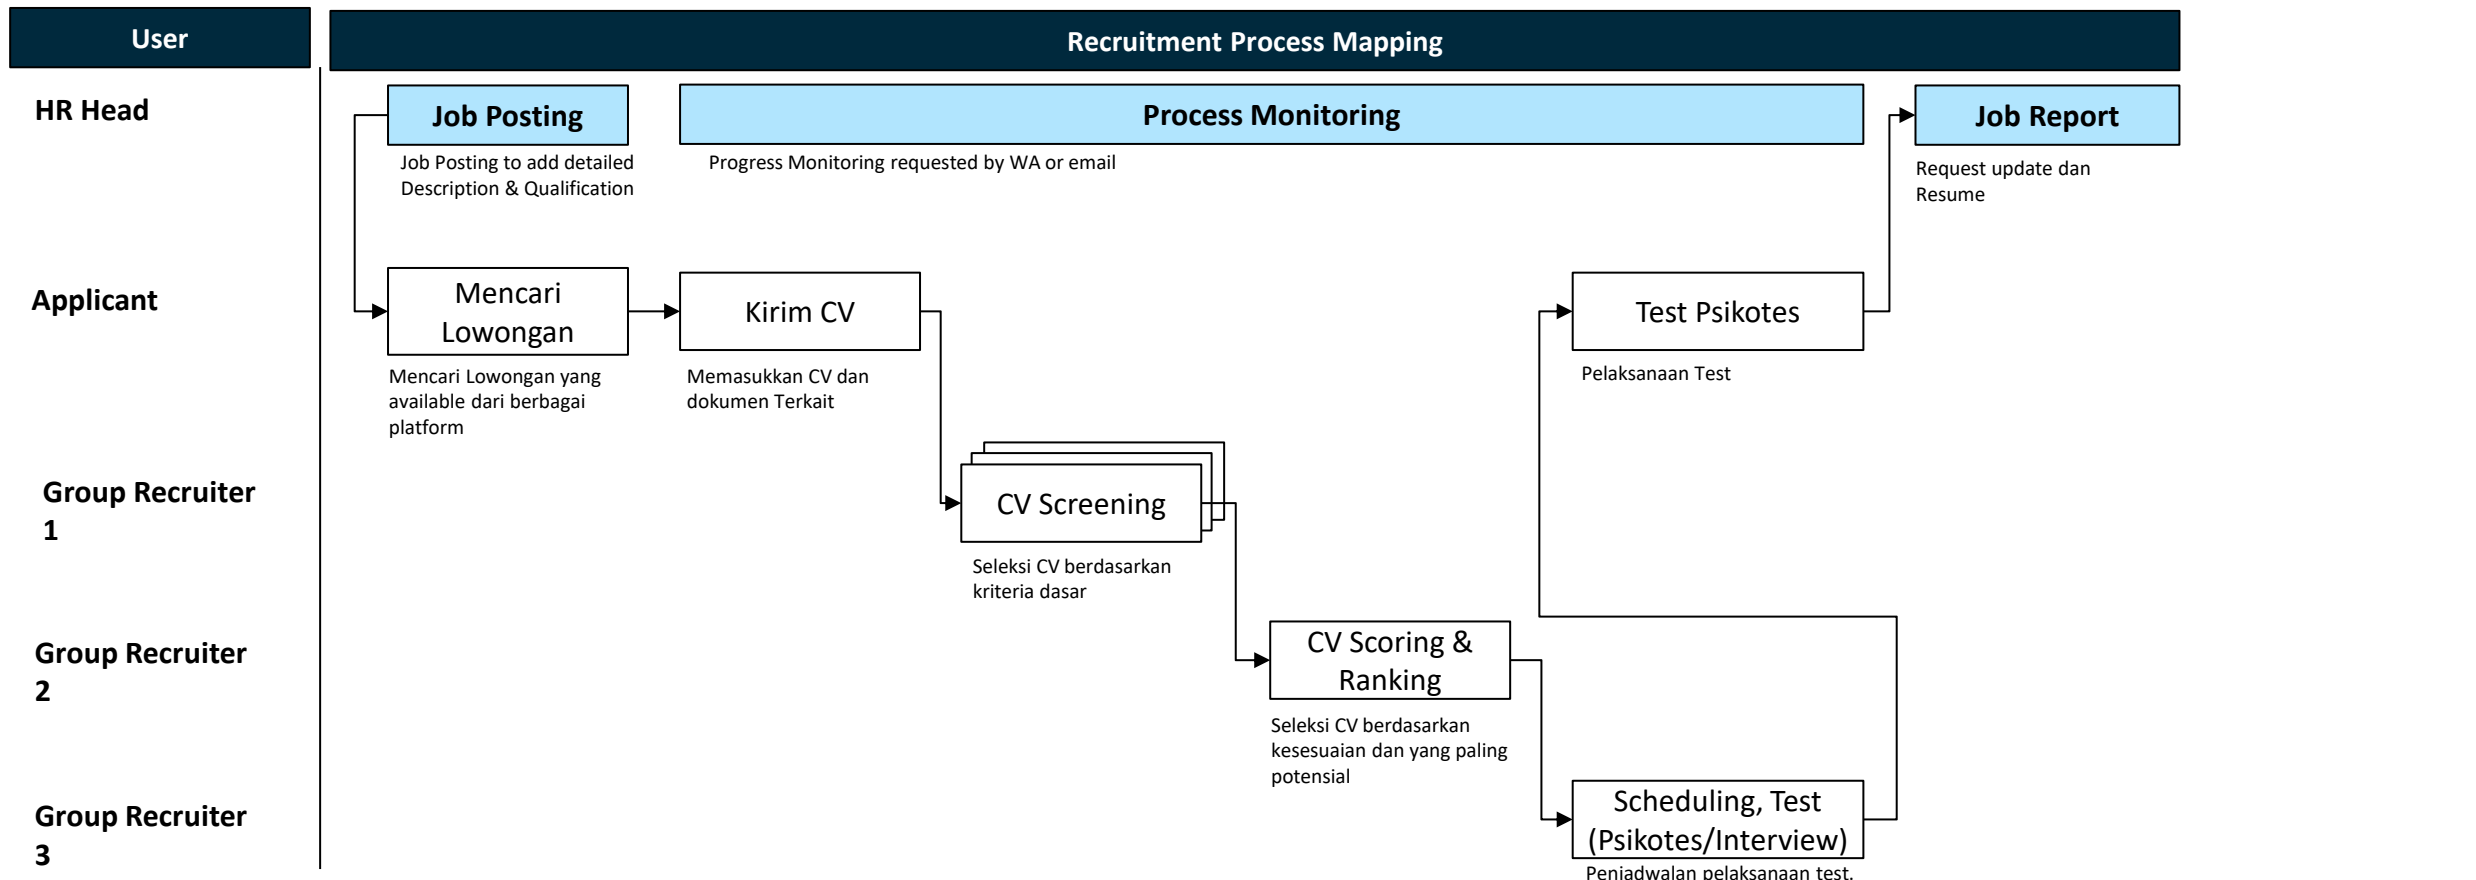 User
Recruitment Process Mapping
HR Head
Job Posting
Process Monitoring
Job Report
Job Posting to add detailed
Description & Qualification
Progress Monitoring requested by WA or email
Request update dan
Resume
Applicant
Mencari
Lowongan
Kirim CV
Test Psikotes
Mencari Lowongan yang
available dari berbagai
platform
Memasukkan CV dan
dokumen Terkait
Pelaksanaan Test
Group Recruiter
1
CV Screening
Seleksi CV berdasarkan
kriteria dasar
Group Recruiter
2
CV Scoring &
Ranking
Seleksi CV berdasarkan
kesesuaian dan yang paling
potensial
Group Recruiter
3
Scheduling, Test
(Psikotes/Interview)
Penjadwalan pelaksanaan test.